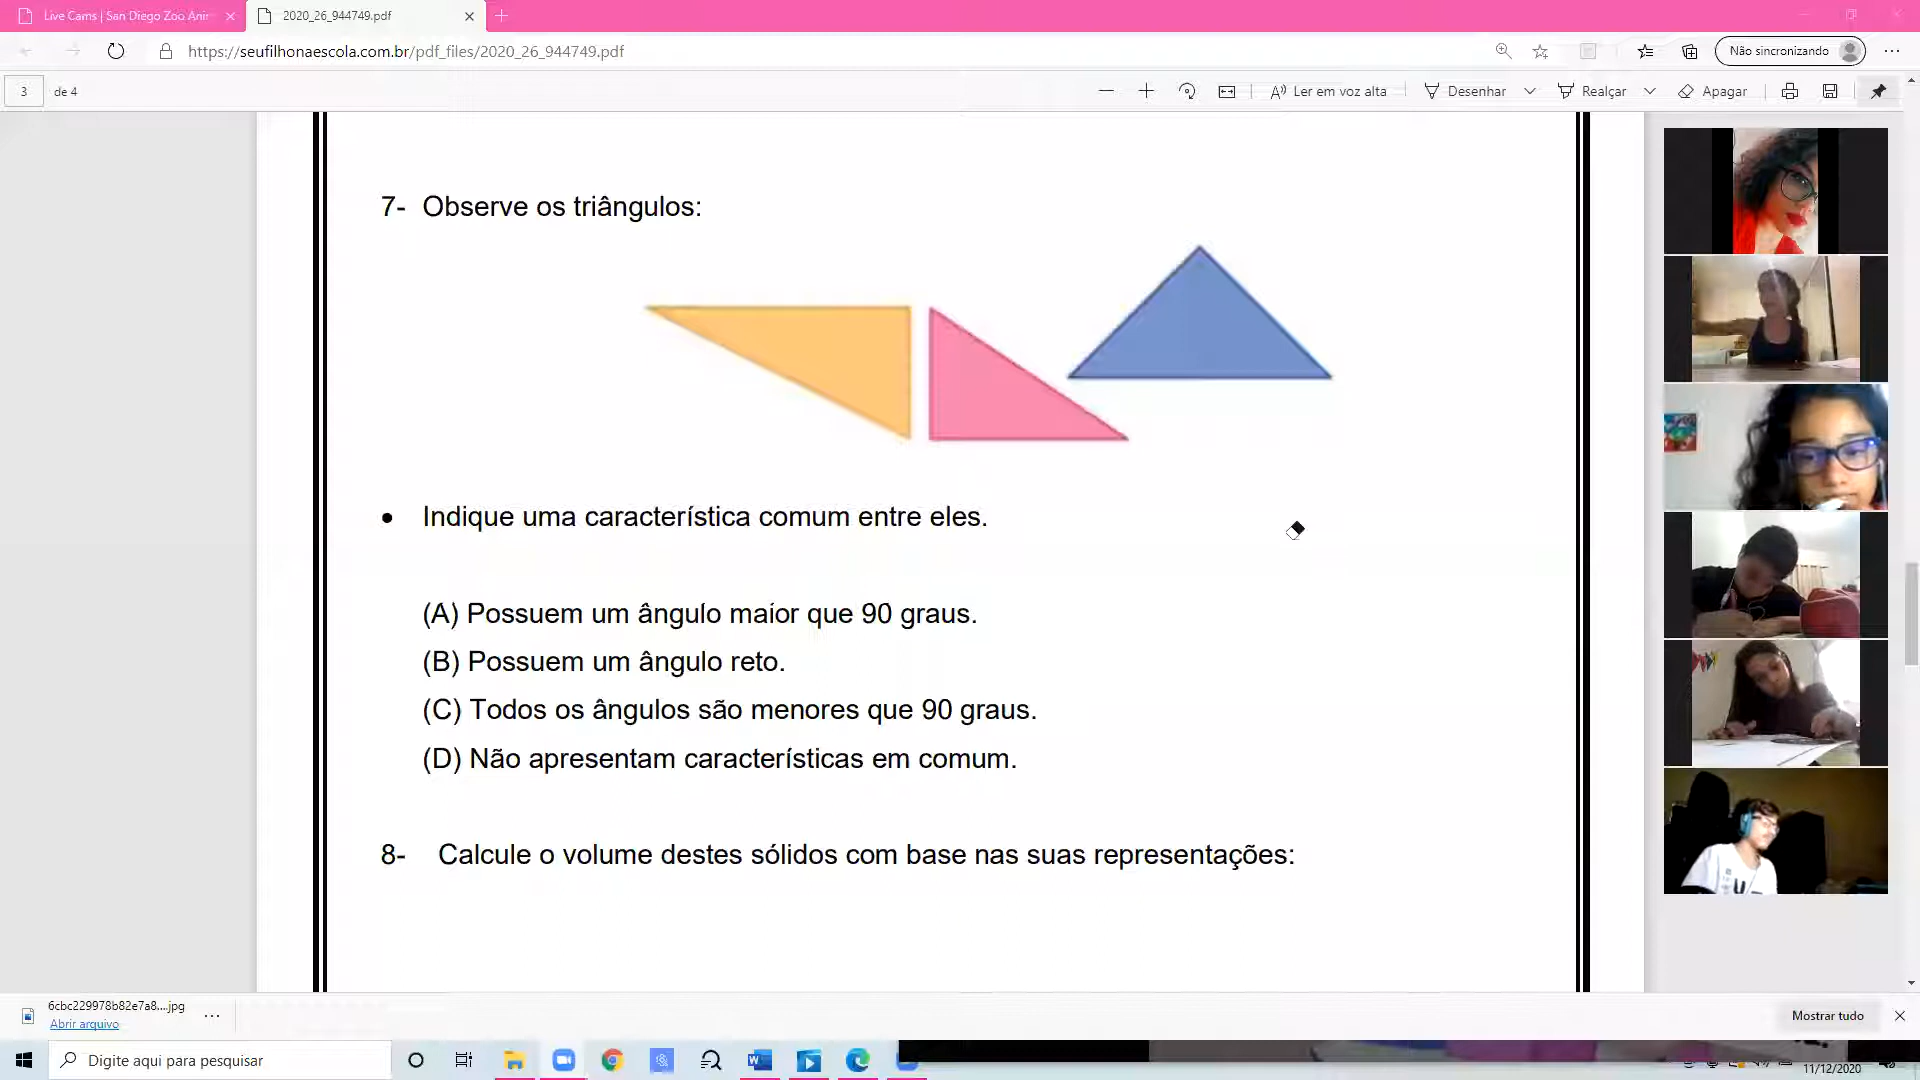 Live Cams | San Diego Zoo Ani
2020_26_944749.pdf
https://seufilhonaescola.com.br/pdf_files/2020_26_944749.pdf
Não sincronizando
3 de 4
Ler em voz alta
Desenhar
Realçar
Apagar
7- Observe os triângulos:
• Indique uma característica comum entre eles.
(A) Possuem um ângulo maior que 90 graus.
(B) Possuem um ângulo reto.
(C) Todos os ângulos são menores que 90 graus.
(D) Não apresentam características em comum.
8- Calcule o volume destes sólidos com base nas suas representações:
6cbc229978b82e7a8....jpg
Abrir arquivo
Mostrar tudo
Digite aqui para pesquisar
11/12/2020